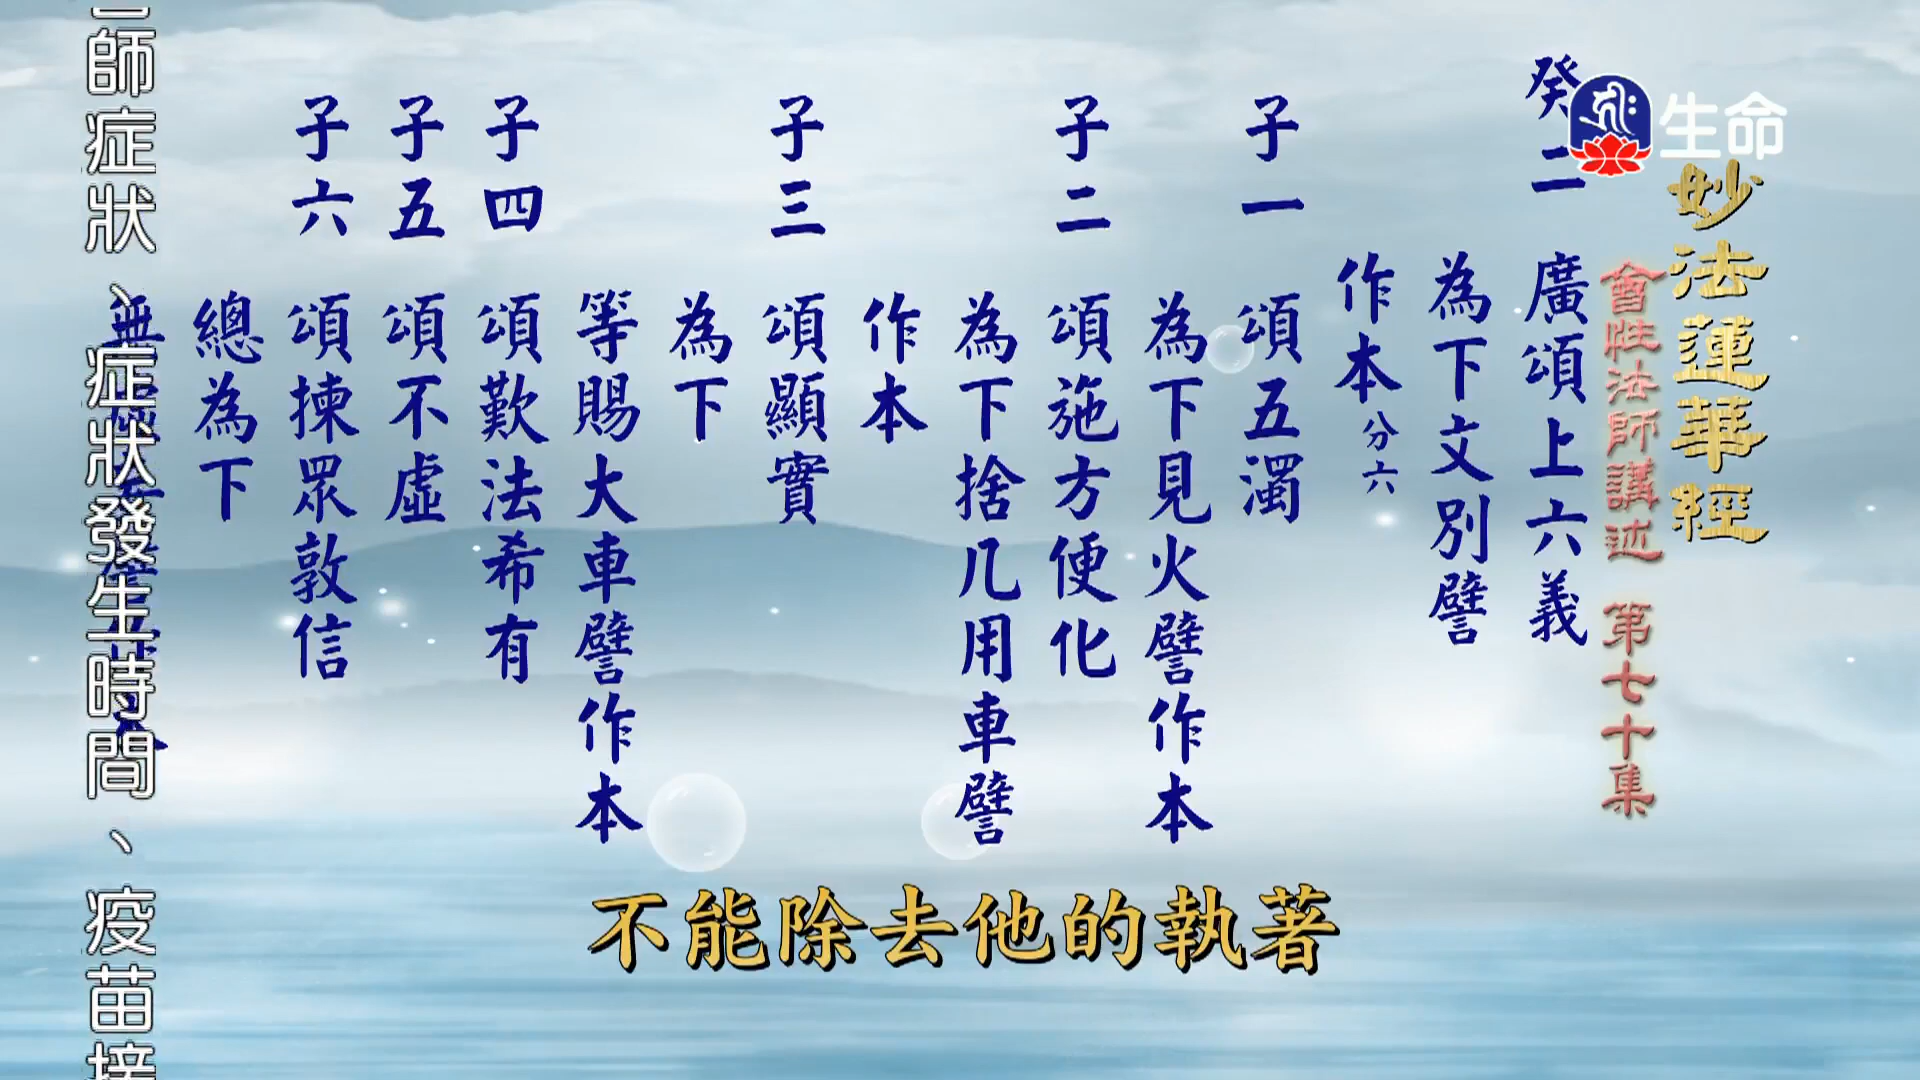 生命
妙法蓮華經
會性法師講述 第七十集
癸二 廣頌上六義
為下文別譬
作本分六
子一 頌五濁
為下見火譬作本
子二 頌施方便化
為下捨几用車譬
作本
子三 頌顯實
為下
等賜大車譬作本
子四 頌歎法希有
子五 頌不虛
子六 頌揀眾敦信
總為下
師症狀、症狀發生時間、疫苗接
不能除去他的執著